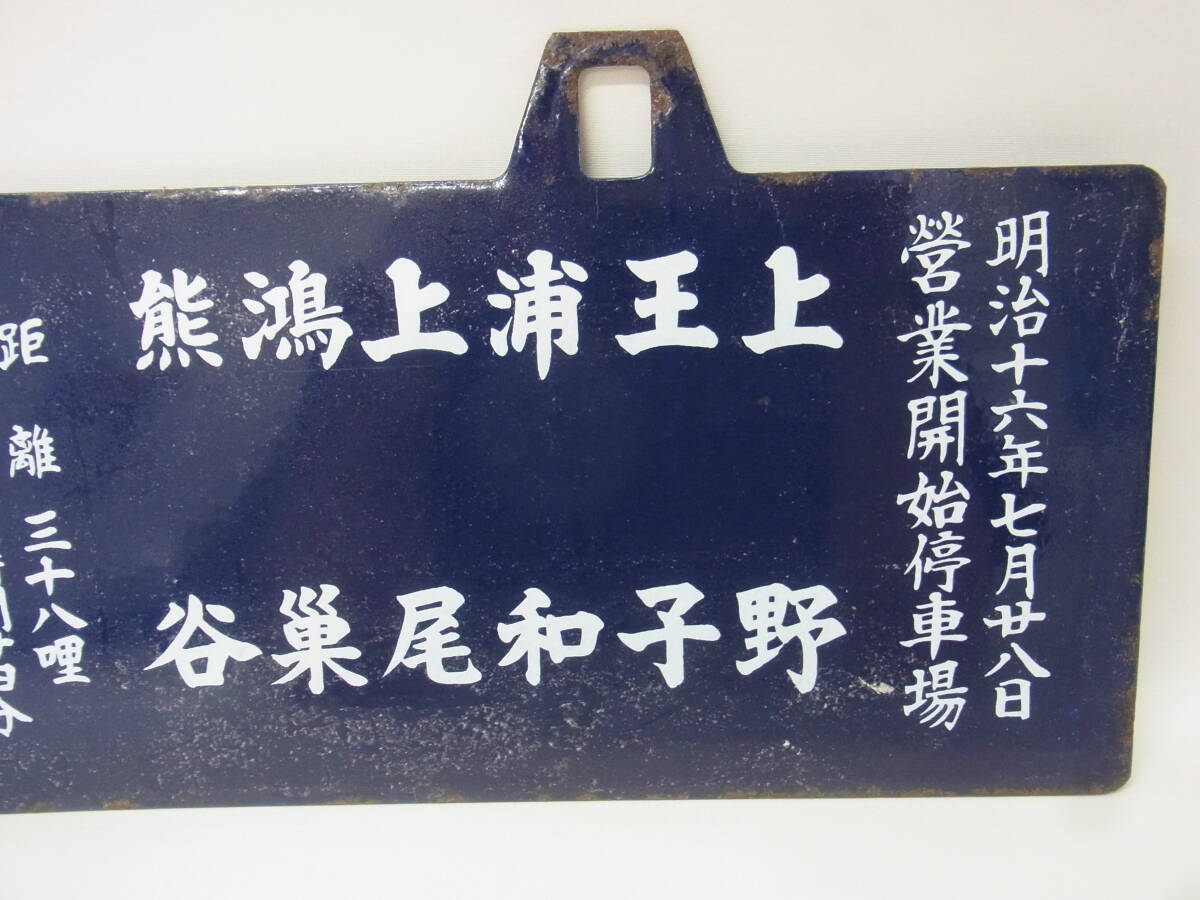 明治十六年七月廿八日
營業開始停車場
上野
王子
浦和
上尾
鴻巣
熊谷
距離 三十八哩